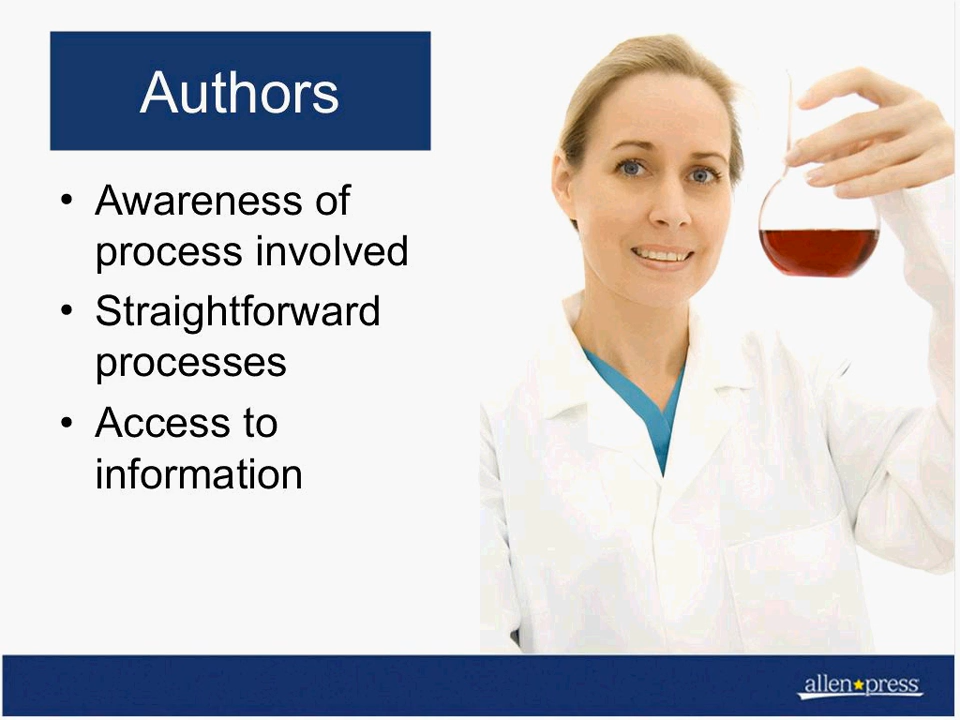 Authors
• Awareness of
process involved
• Straightforward
processes
• Access to
information
allen★press